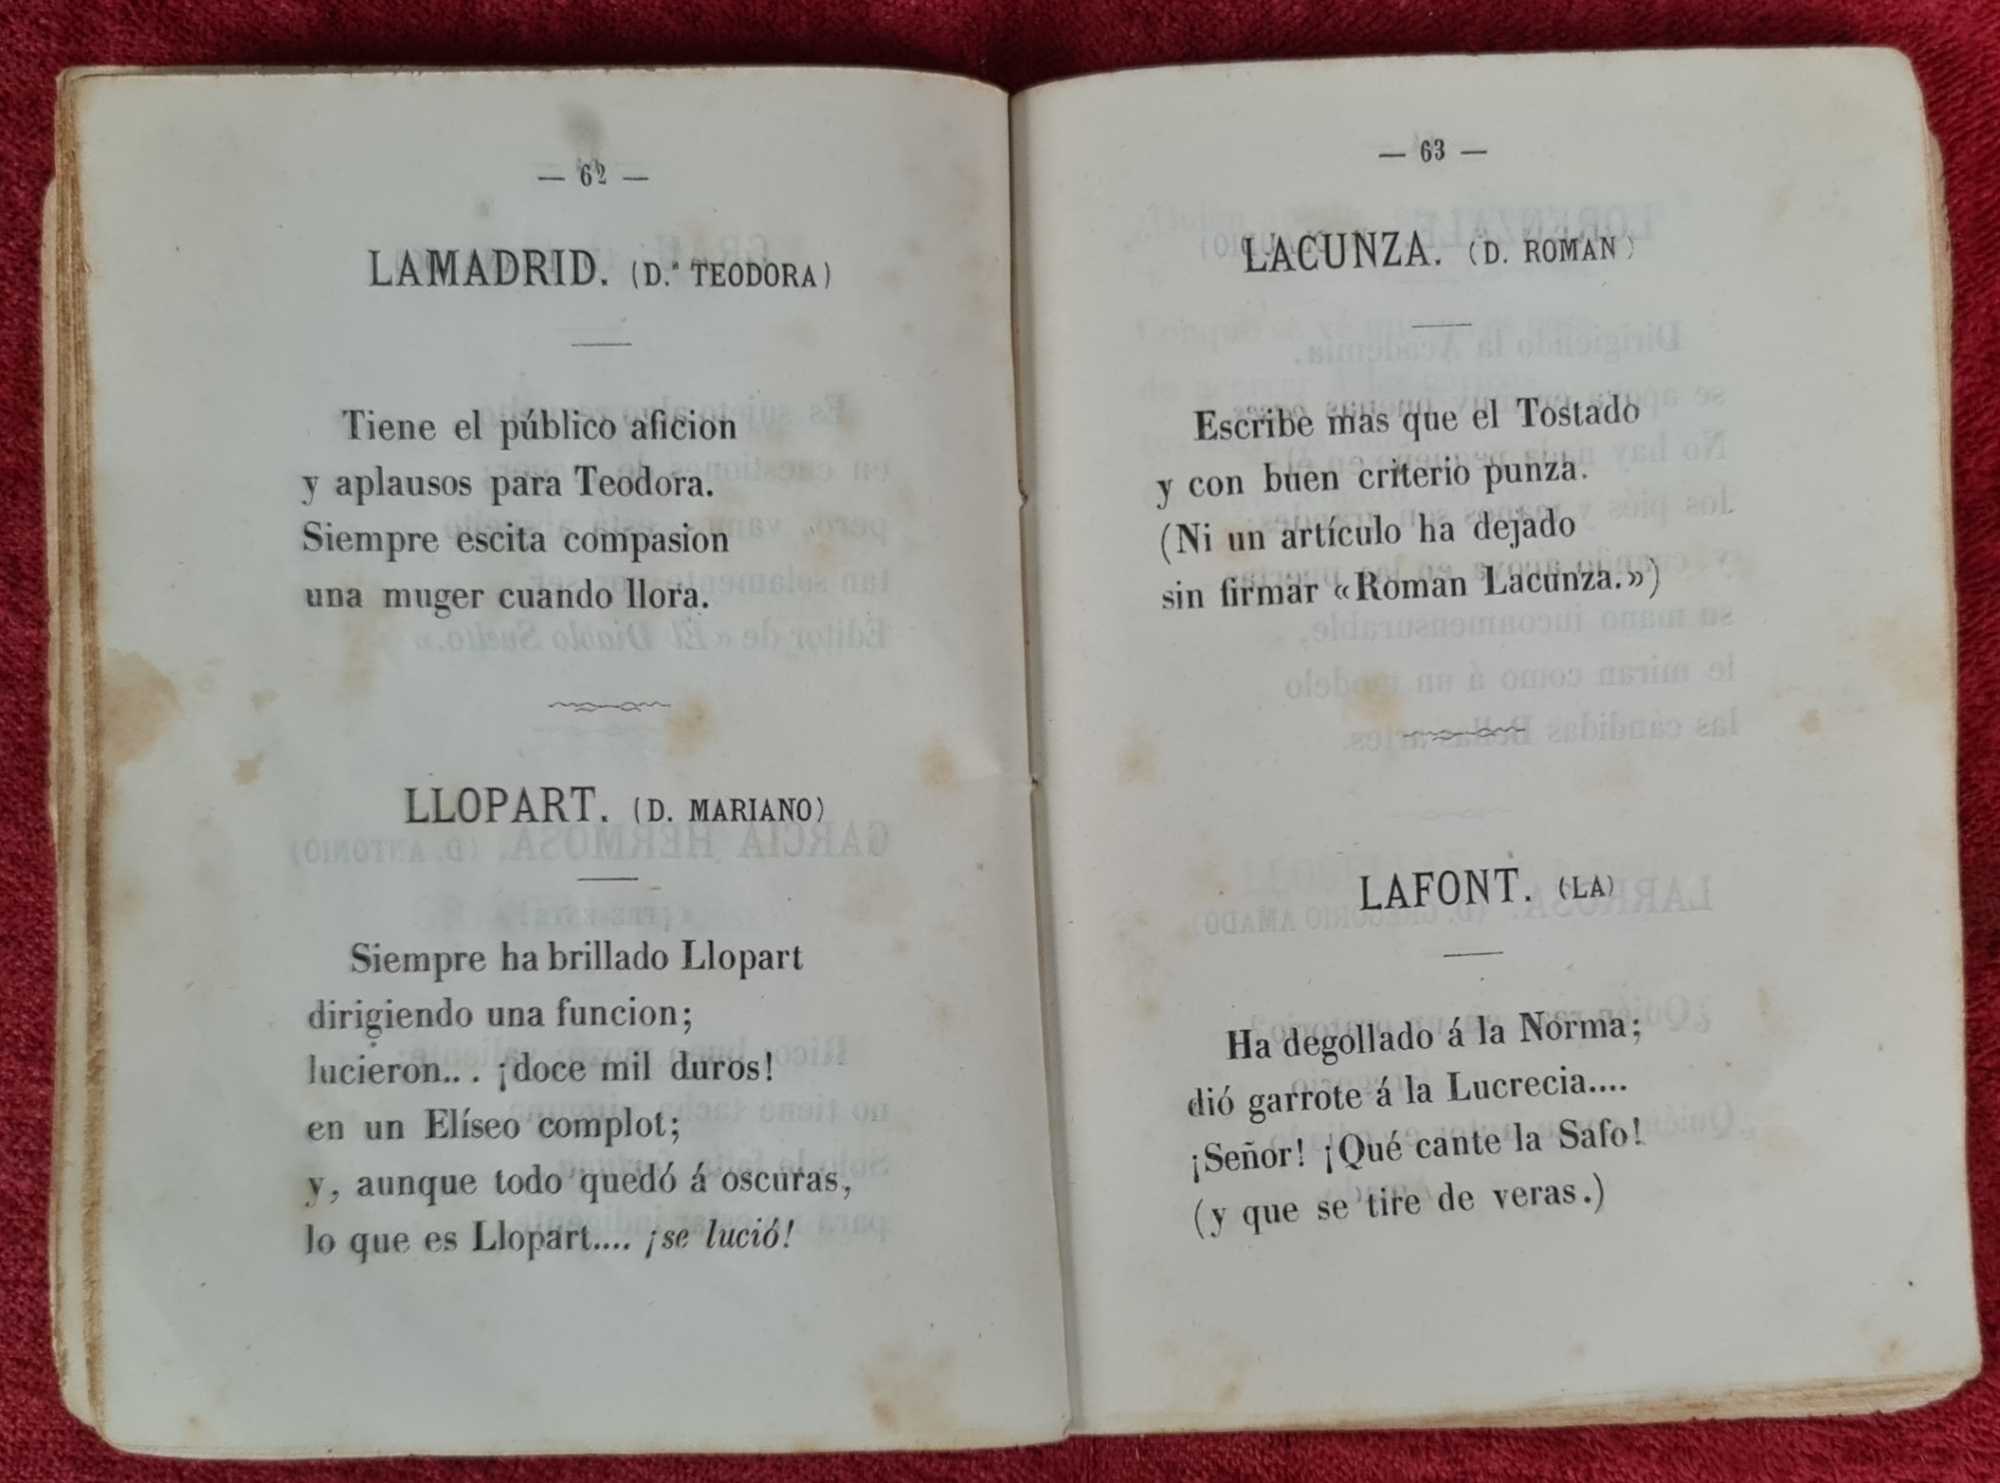 — 62 —
LAMADRID. (D.ª TEODORA)
Tiene el público aficion
y aplausos para Teodora.
Siempre escita compasion
una muger cuando llora.
LLOPART. (D. MARIANO)
Siempre ha brillado Llopart
dirigiendo una funcion;
lucieron... ¡doce mil duros!
en un Elíseo complot;
y, aunque todo quedó á oscuras,
lo que es Llopart.... ¡se lució!
— 63 —
LACUNZA. (D. ROMAN)
Escribe mas que el Tostado
y con buen criterio punza.
(Ni un artículo ha dejado
sin firmar «Roman Lacunza.»)
LAFONT. (LA)
Ha degollado á la Norma;
dió garrote á la Lucrecia....
¡Señor! ¡Qué cante la Safo!
(y que se tire de veras.)